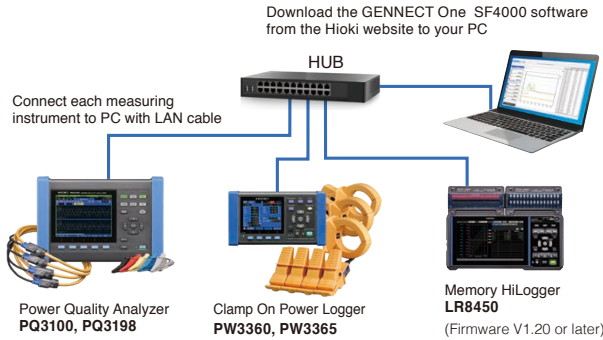 Download the GENNECT One  SF4000 software
from the Hioki website to your PC
HUB
Connect each measuring
instrument to PC with LAN cable
HIOKI
Power Quality Analyzer
PQ3100, PQ3198
Clamp On Power Logger
PW3360, PW3365
Memory HiLogger
LR8450
(Firmware V1.20 or later)